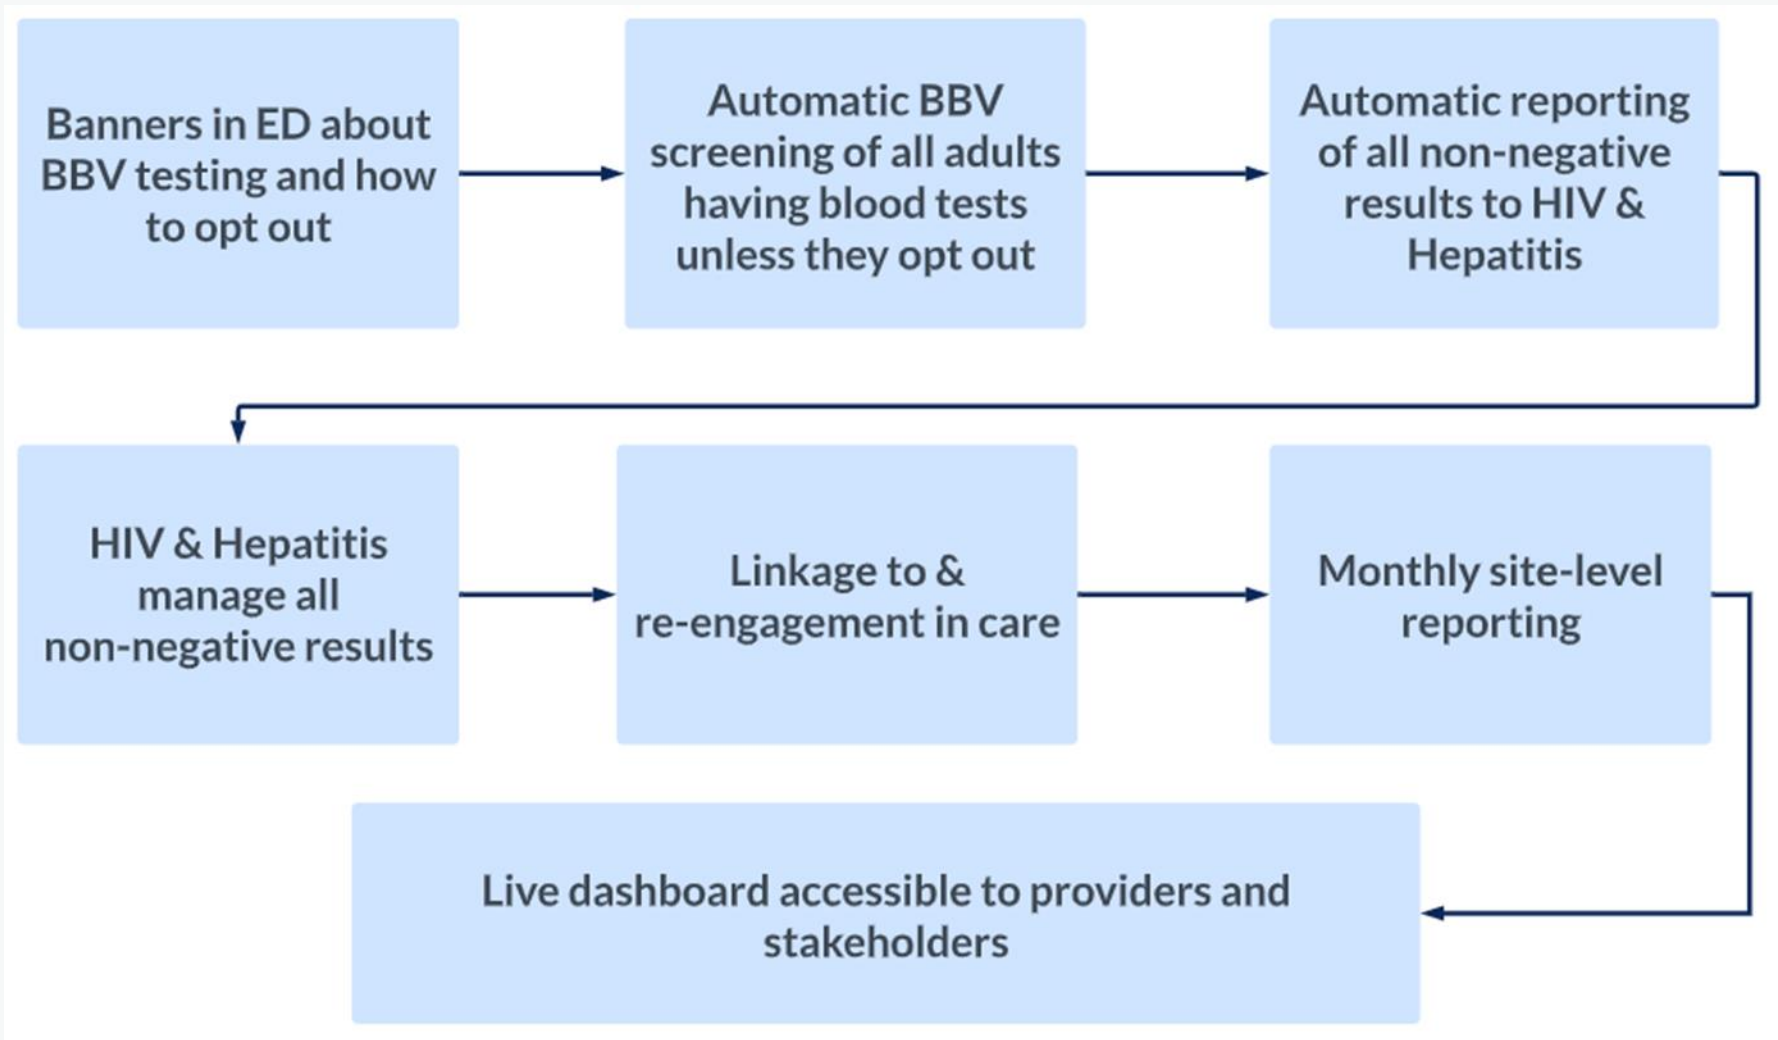 Banners in ED about
BBV testing and how
to opt out
Automatic BBV
screening of all adults
having blood tests
unless they opt out
Automatic reporting
of all non-negative
results to HIV &
Hepatitis
HIV & Hepatitis
manage all
non-negative results
Linkage to &
re-engagement in care
Monthly site-level
reporting
Live dashboard accessible to providers and
stakeholders